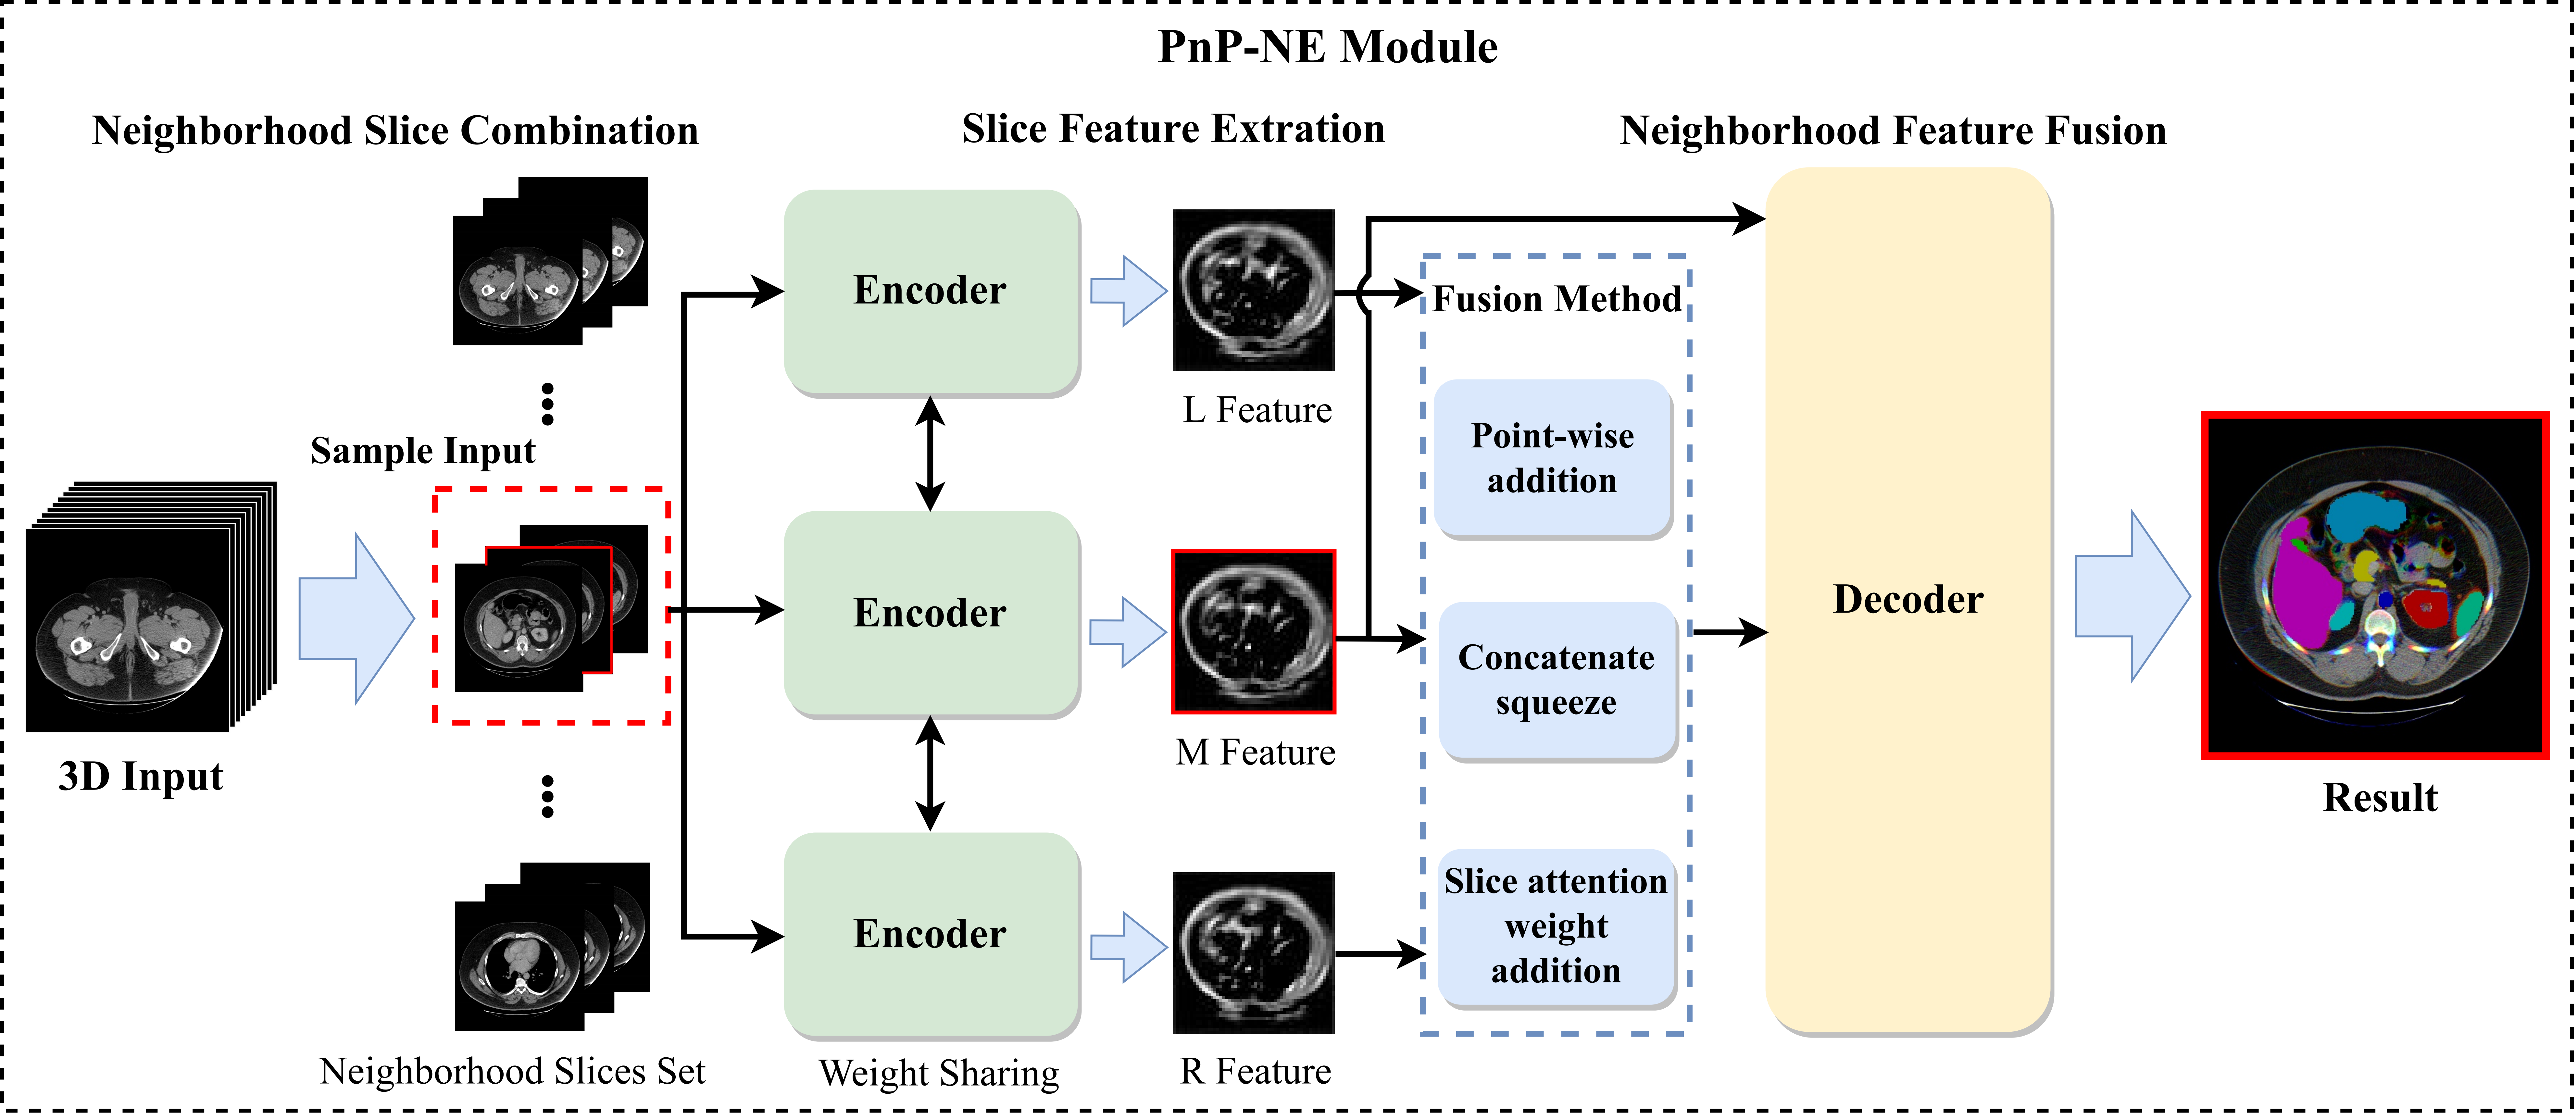 PnP-NE Module
Neighborhood Slice Combination
Slice Feature Extration
Neighborhood Feature Fusion
Sample Input
3D Input
Neighborhood Slices Set
Encoder
Encoder
Encoder
Weight Sharing
L Feature
M Feature
R Feature
Fusion Method
Point-wise
addition
Concatenate
squeeze
Slice attention
weight
addition
Decoder
Result